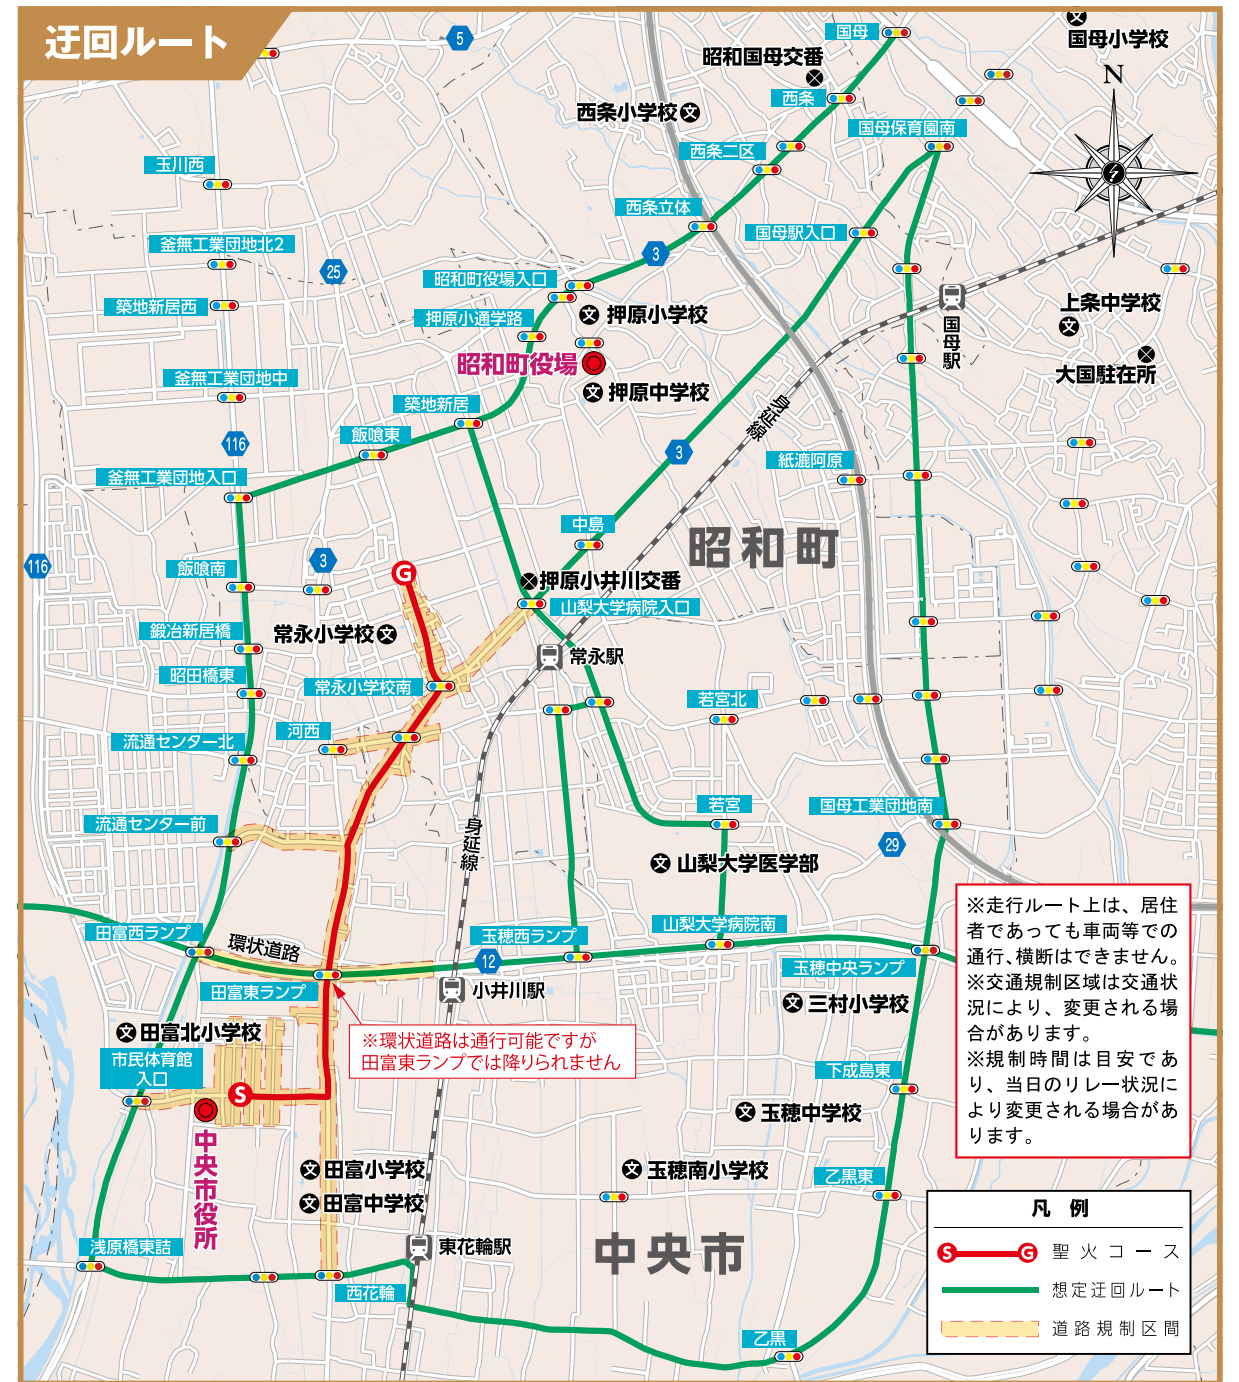 迂回ルート
5
国母
国母小学校
昭和国母交番
N
西条
西条小学校
文
国母保育園南
西条二区
玉川西
西条立体
国母駅入口
釜無工業団地北2
3
25
昭和町役場入口
築地新居西
押原小学校
上条中学校
押原小通学路
国母駅
昭和町役場
大国駐在所
釜無工業団地中
押原中学校
築地新居
身延線
飯喰東
116
3
紙漉阿原
釜無工業団地入口
中島
昭和町
116
3
飯喰南
G
押原小井川交番
山梨大学病院入口
鍛冶新居橋
常永小学校
常永駅
昭田橋東
常永小学校南
若宮北
河西
流通センター北
若宮
国母工業団地南
流通センター前
身延線
29
山梨大学医学部
田富西ランプ
環状道路
玉穂西ランプ
山梨大学病院南
12
玉穂中央ランプ
田富東ランプ
小井川駅
三村小学校
田富北小学校
※環状道路は通行可能ですが
田富東ランプでは降りられません
市民体育館
入口
S
下成島東
玉穂中学校
中央市役所
田富小学校
玉穂南小学校
乙黒東
田富中学校
浅原橋東詰
東花輪駅
中央市
西花輪
乙黒
※走行ルート上は、居住
者であっても車両等での
通行、横断はできません。
※交通規制区域は交通状
況により、変更される場
合があります。
※規制時間は目安であ
り、当日のリレー状況に
より変更される場合があ
ります。
凡例
S G 聖火コース
想定迂回ルート
道路規制区間